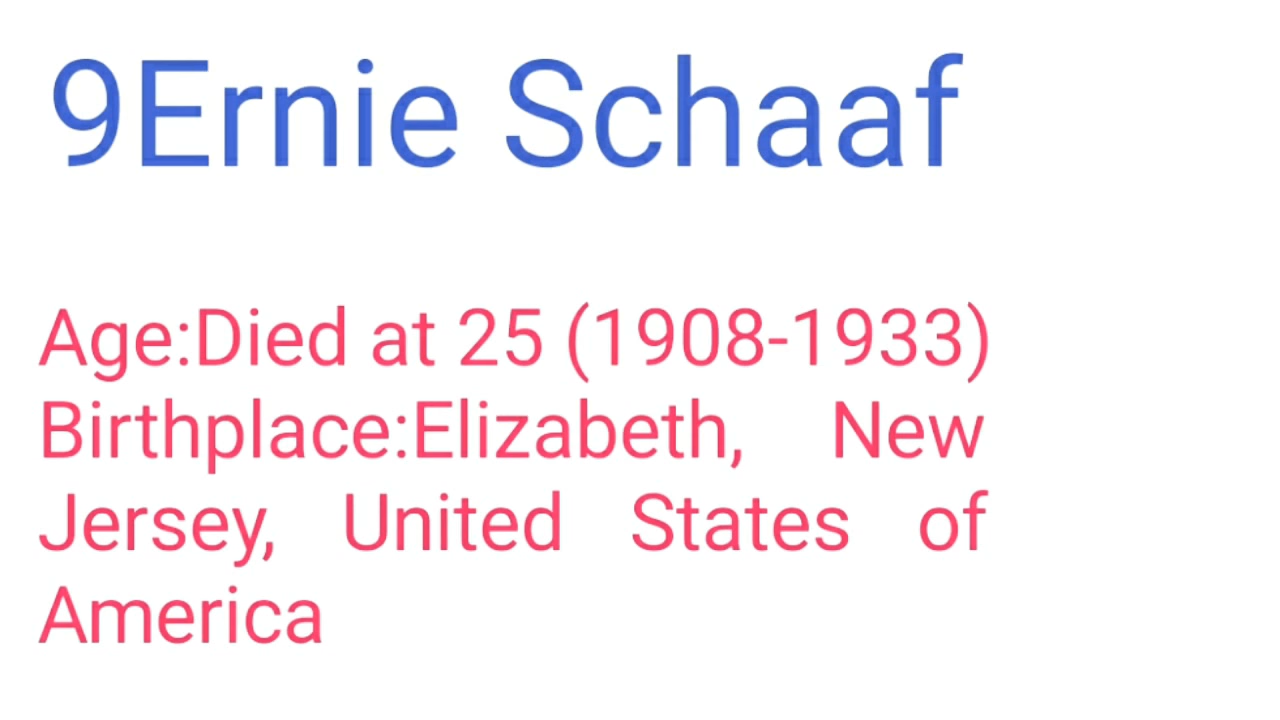 9Ernie Schaaf
Age:Died at 25 (1908-1933)
Birthplace:Elizabeth, New
Jersey, United States of
America